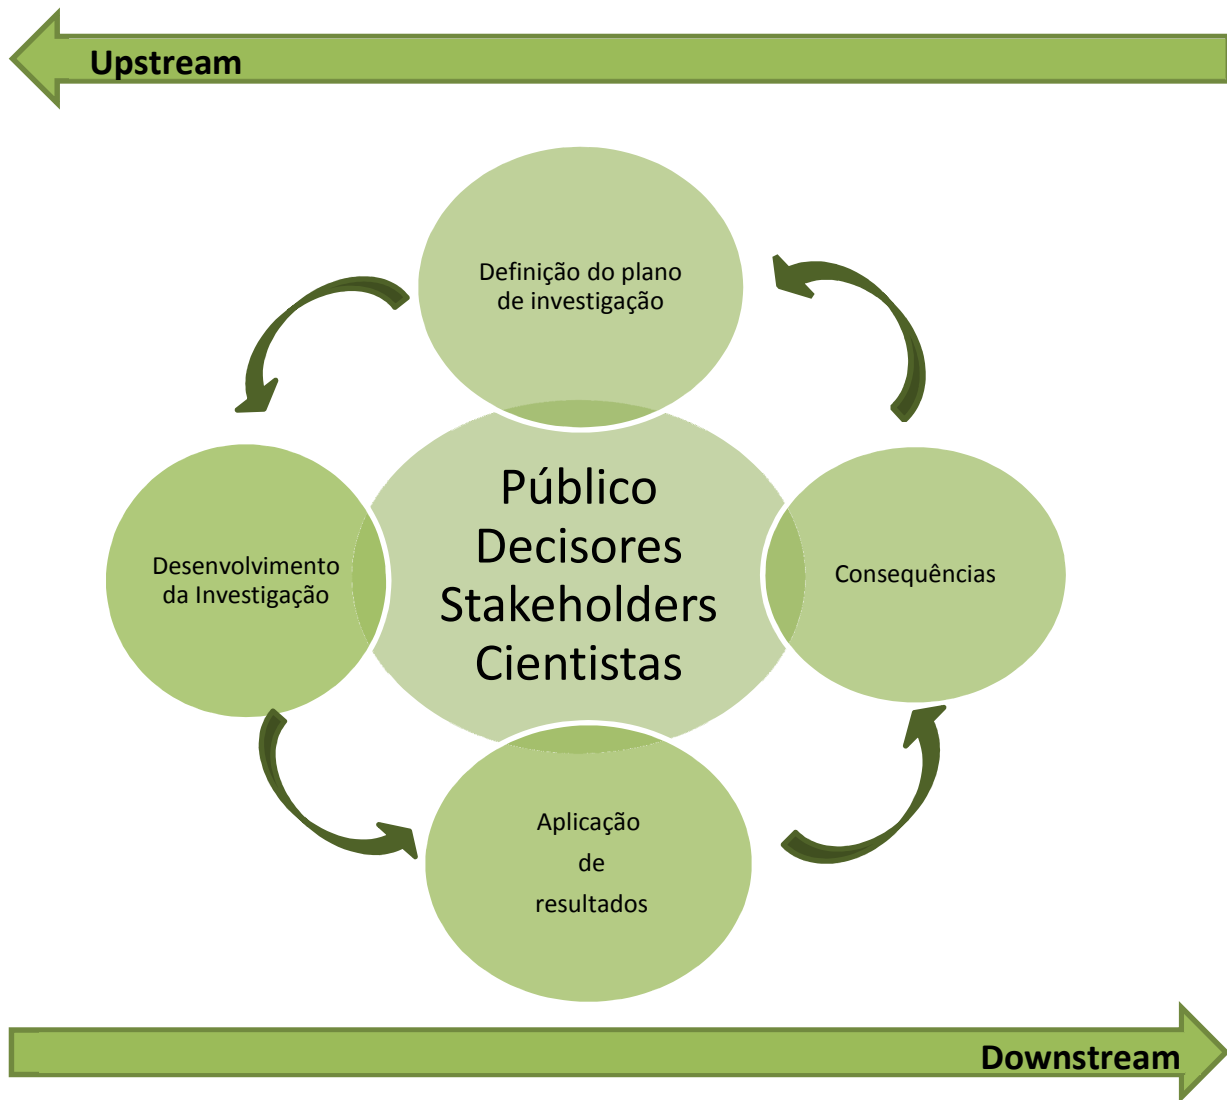 Upstream
Definição do plano
de investigação
Público
Decisores
Stakeholders
Cientistas
Desenvolvimento
da Investigação
Consequências
Aplicação
de
resultados
Downstream